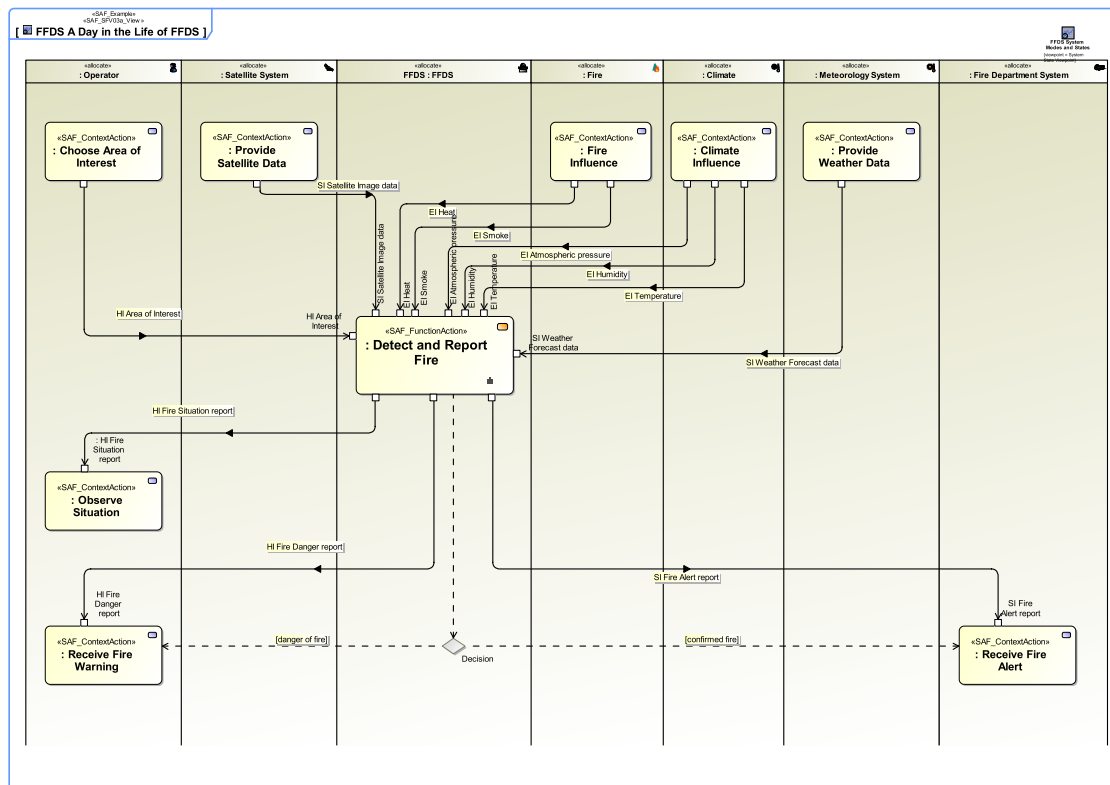 «SAF_Example»
«SAF_SFV03a_View»
[ FFDS A Day in the Life of FFDS ]
FFDS System
Modes and States
(viewpoint = System
State Viewpoint)
«allocate»
: Operator
«allocate»
: Satellite System
«allocate»
FFDS : FFDS
«allocate»
: Fire
«allocate»
: Climate
«allocate»
: Meteorology System
«allocate»
: Fire Department System
«SAF_ContextAction»
: Choose Area of
Interest
«SAF_ContextAction»
: Provide
Satellite Data
«SAF_ContextAction»
: Fire
Influence
«SAF_ContextAction»
: Climate
Influence
«SAF_ContextAction»
: Provide
Weather Data
SI Satellite Image data
EI Heat
EI Smoke
EI Atmospheric pressure
EI Humidity
EI Temperature
SI Satellite Image data
EI Heat
EI Smoke
EI Atmospheric pressure
EI Humidity
EI Temperature
HI Area of Interest
HI Area of
Interest
«SAF_FunctionAction»
: Detect and Report
Fire
SI Weather
Forecast data
SI Weather Forecast data
HI Fire Situation report
: HI Fire
Situation
report
«SAF_ContextAction»
: Observe
Situation
HI Fire Danger report
SI Fire Alert report
HI Fire
Danger
report
SI Fire
Alert report
«SAF_ContextAction»
: Receive Fire
Warning
[danger of fire]
Decision
[confirmed fire]
«SAF_ContextAction»
: Receive Fire
Alert